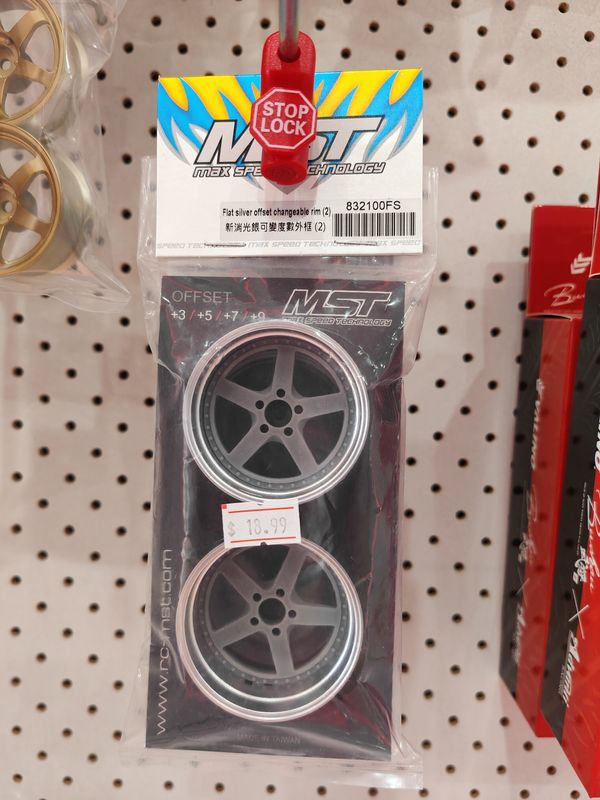 STOP
LOCK
MST
MAX SPEED TECHNOLOGY
Flat silver offset changeable rim (2)
832100FS
新消光銀可變度數外框 (2)
SPEED TECHNOLOGY MAX SPEED TECHNOLOGY MAX SPEED
OFFSET
+3 / +5 / +7 / +9
MST
MAX SPEED TECHNOLOGY
$ 18.99
www.rc-mst.com
MADE IN TAIWAN